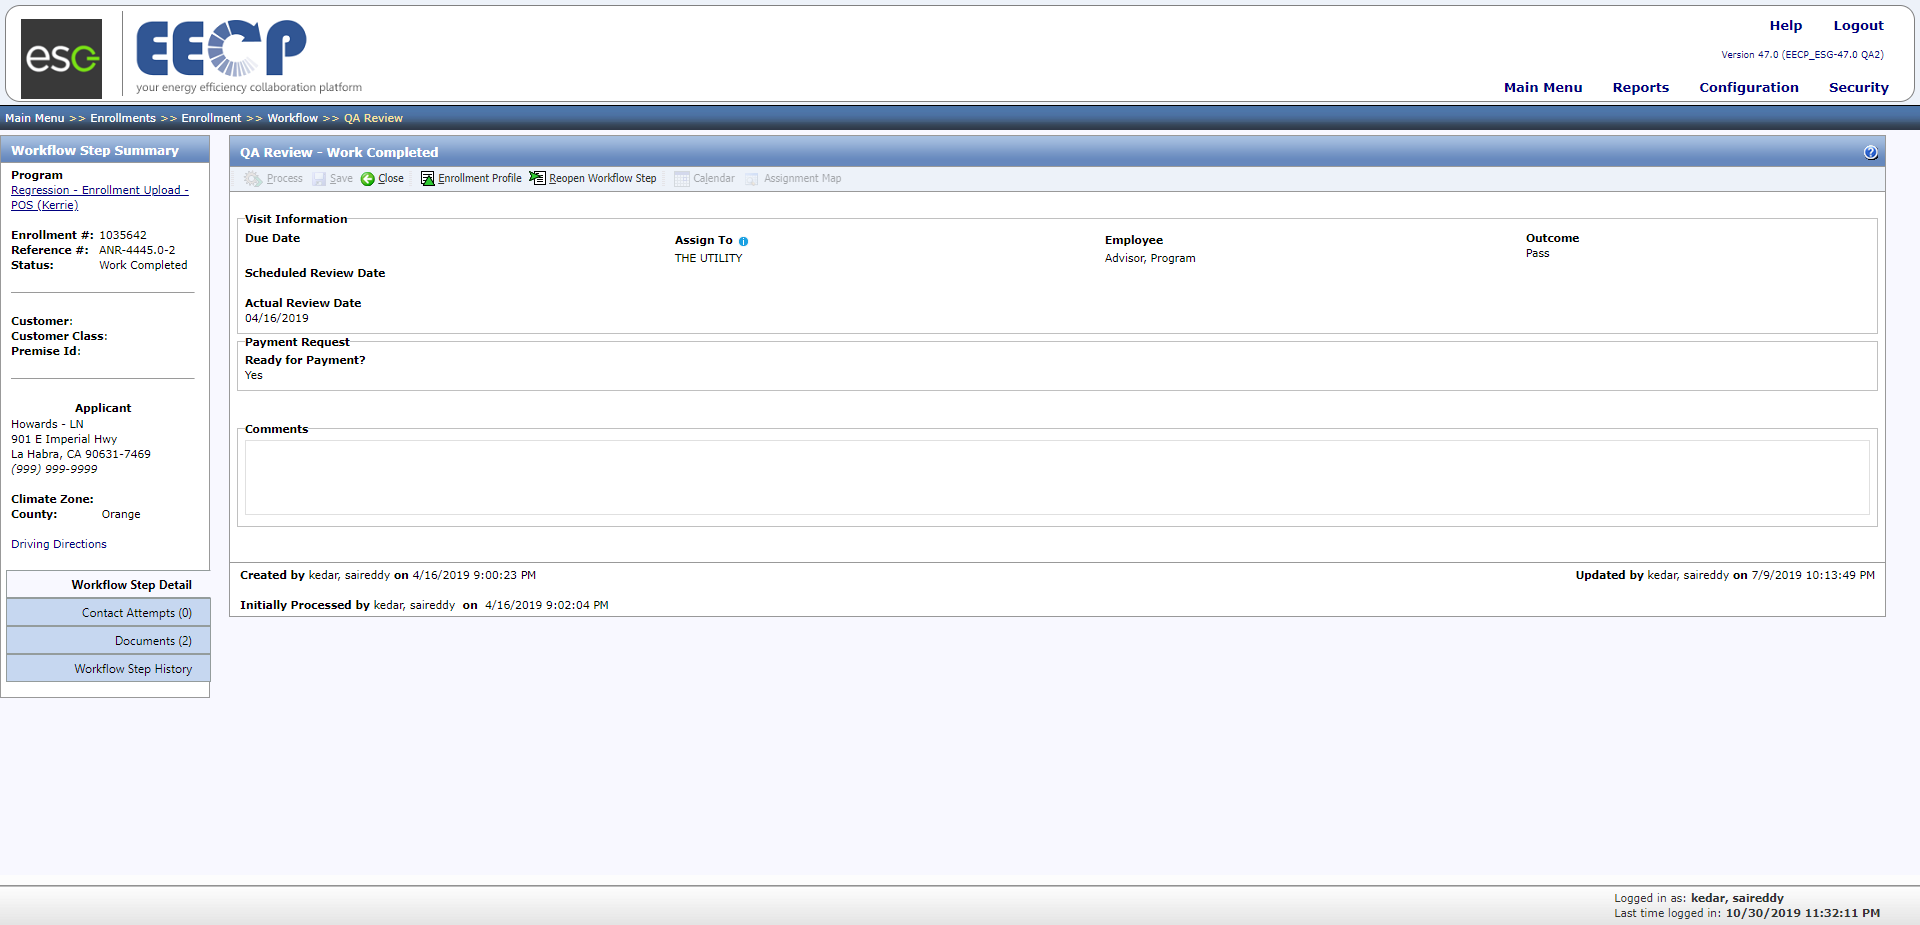 esg
EECP
your energy efficiency collaboration platform
Help Logout
Version 47.0 (EECP_ESG-47.0 QA2)
Main Menu Reports Configuration Security
Main Menu >> Enrollments >> Enrollment >> Workflow >> QA Review
Workflow Step Summary
Program
Regression - Enrollment Upload -
POS (Kerrie)
Enrollment #: 1035642
Reference #: ANR-4445.0-2
Status: Work Completed
Customer:
Customer Class:
Premise Id:
Applicant
Howards - LN
901 E Imperial Hwy
La Habra, CA 90631-7469
(999) 999-9999
Climate Zone:
County: Orange
Driving Directions
Workflow Step Detail
Contact Attempts (0)
Documents (2)
Workflow Step History
QA Review - Work Completed
Process Save Close Enrollment Profile Reopen Workflow Step Calendar Assignment Map
Visit Information
Due Date
Assign To
THE UTILITY
Employee
Advisor, Program
Outcome
Pass
Scheduled Review Date
Actual Review Date
04/16/2019
Payment Request
Ready for Payment?
Yes
Comments
Created by kedar, saireddy on 4/16/2019 9:00:23 PM
Updated by kedar, saireddy on 7/9/2019 10:13:49 PM
Initially Processed by kedar, saireddy on 4/16/2019 9:02:04 PM
Logged in as: kedar, saireddy
Last time logged in: 10/30/2019 11:32:11 PM